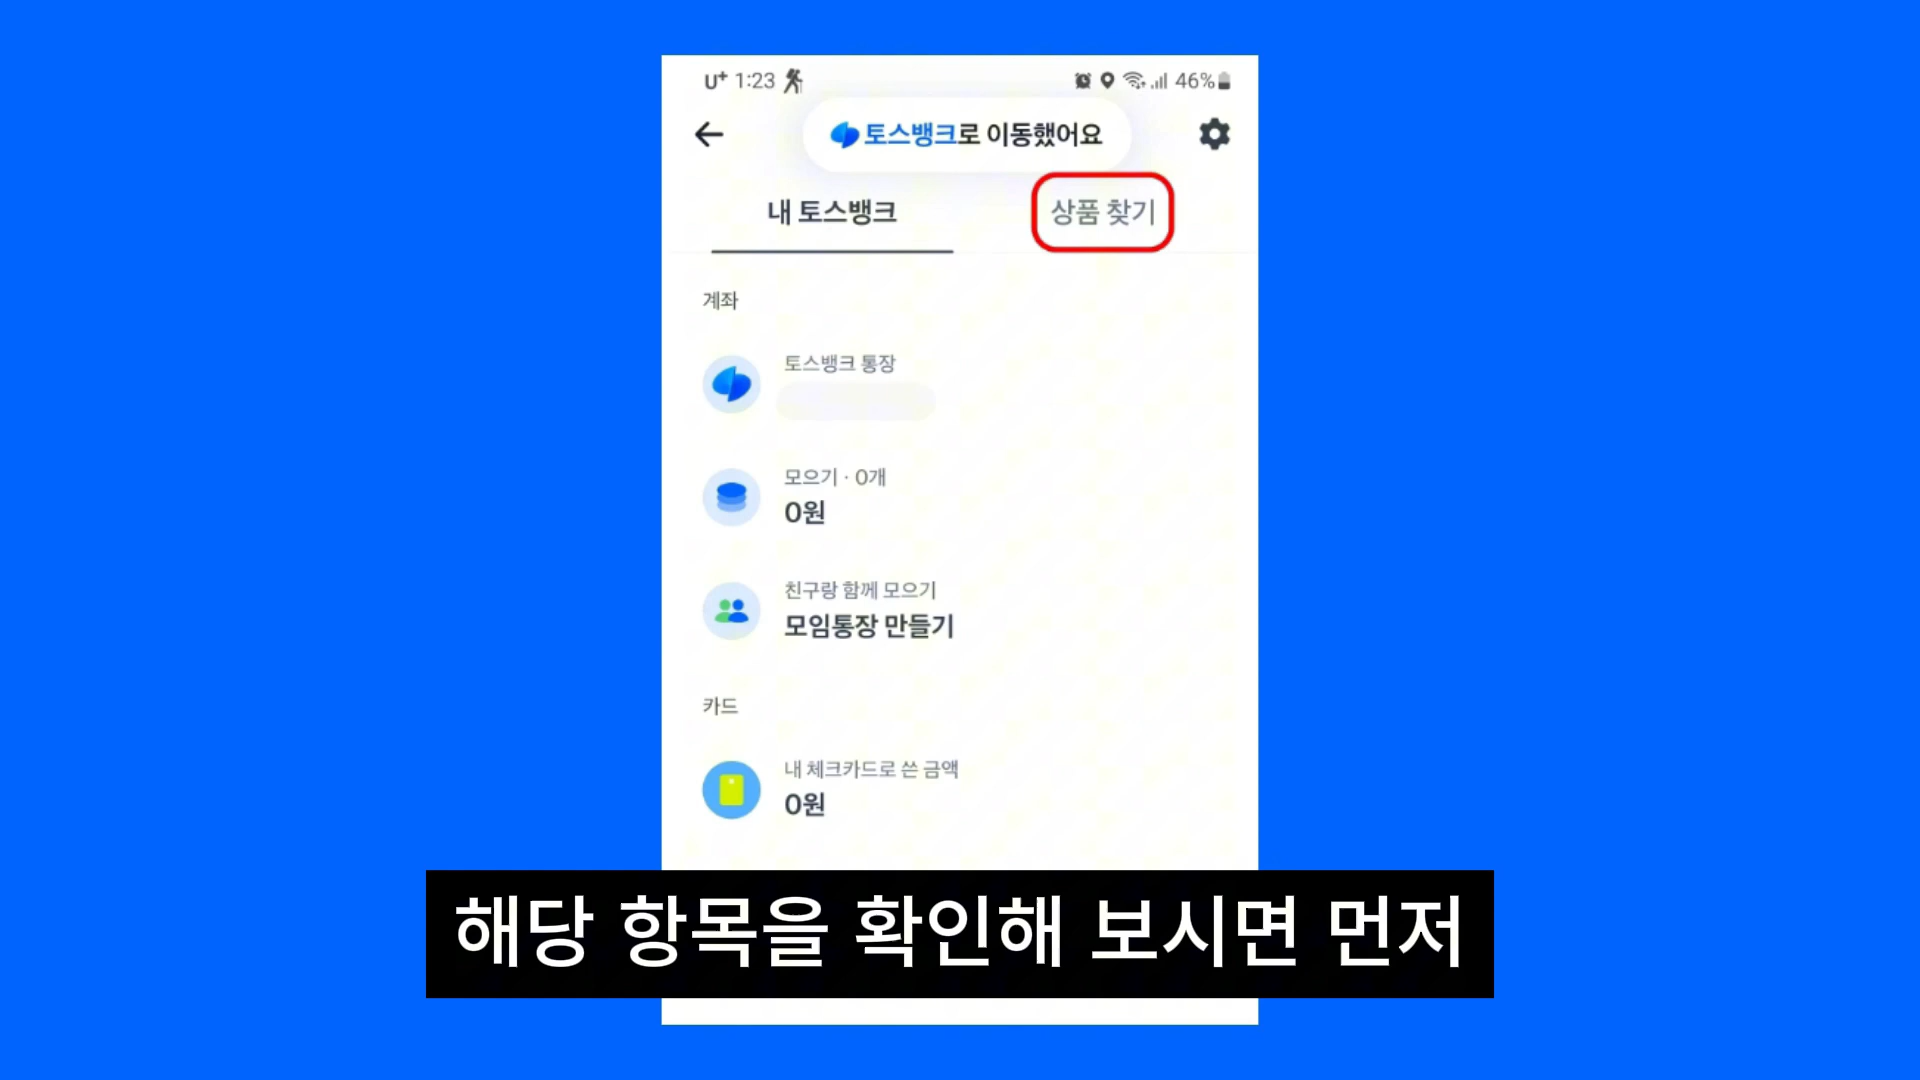 U+ 1:23 46%
토스뱅크로 이동했어요
내 토스뱅크 상품 찾기
계좌
토스뱅크 통장
모으기 · 0개
0원
친구랑 함께 모으기
모임통장 만들기
카드
내 체크카드로 쓴 금액
0원
해당 항목을 확인해 보시면 먼저